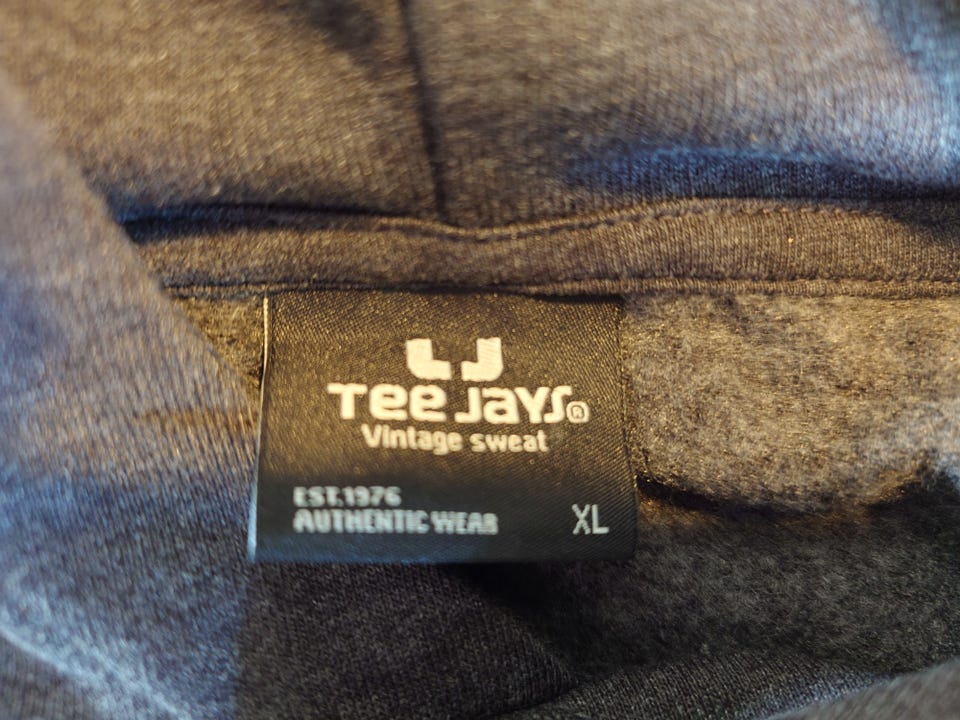 Tee Jays®
Vintage sweat
EST.1976
AUTHENTIC WEAR
XL